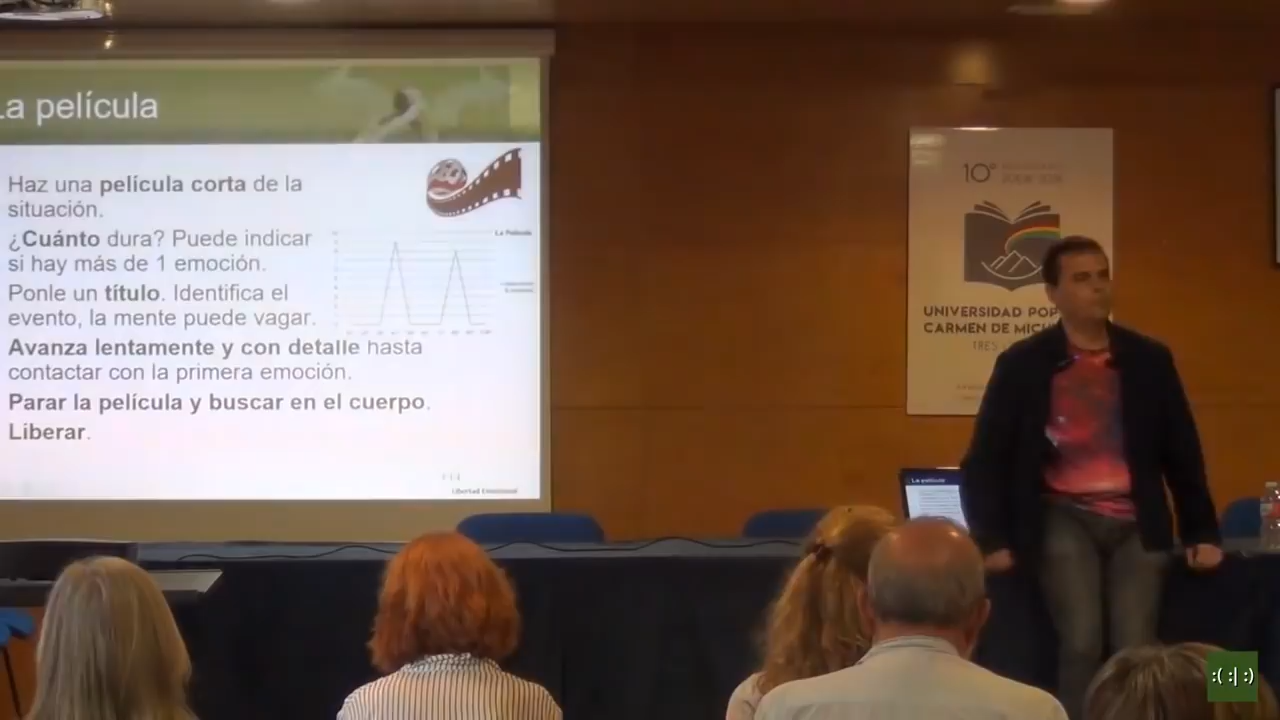 La película
Haz una película corta de la
situación.
¿Cuánto dura? Puede indicar
si hay más de 1 emoción.
Ponle un título. Identifica el
evento, la mente puede vagar.
Avanza lentamente y con detalle hasta
contactar con la primera emoción.
Parar la película y buscar en el cuerpo.
Liberar.
La Película
Libertad Emocional
10º
UNIVERSIDAD POP
CARMEN DE MICH
TRES
La película
:( :| :)